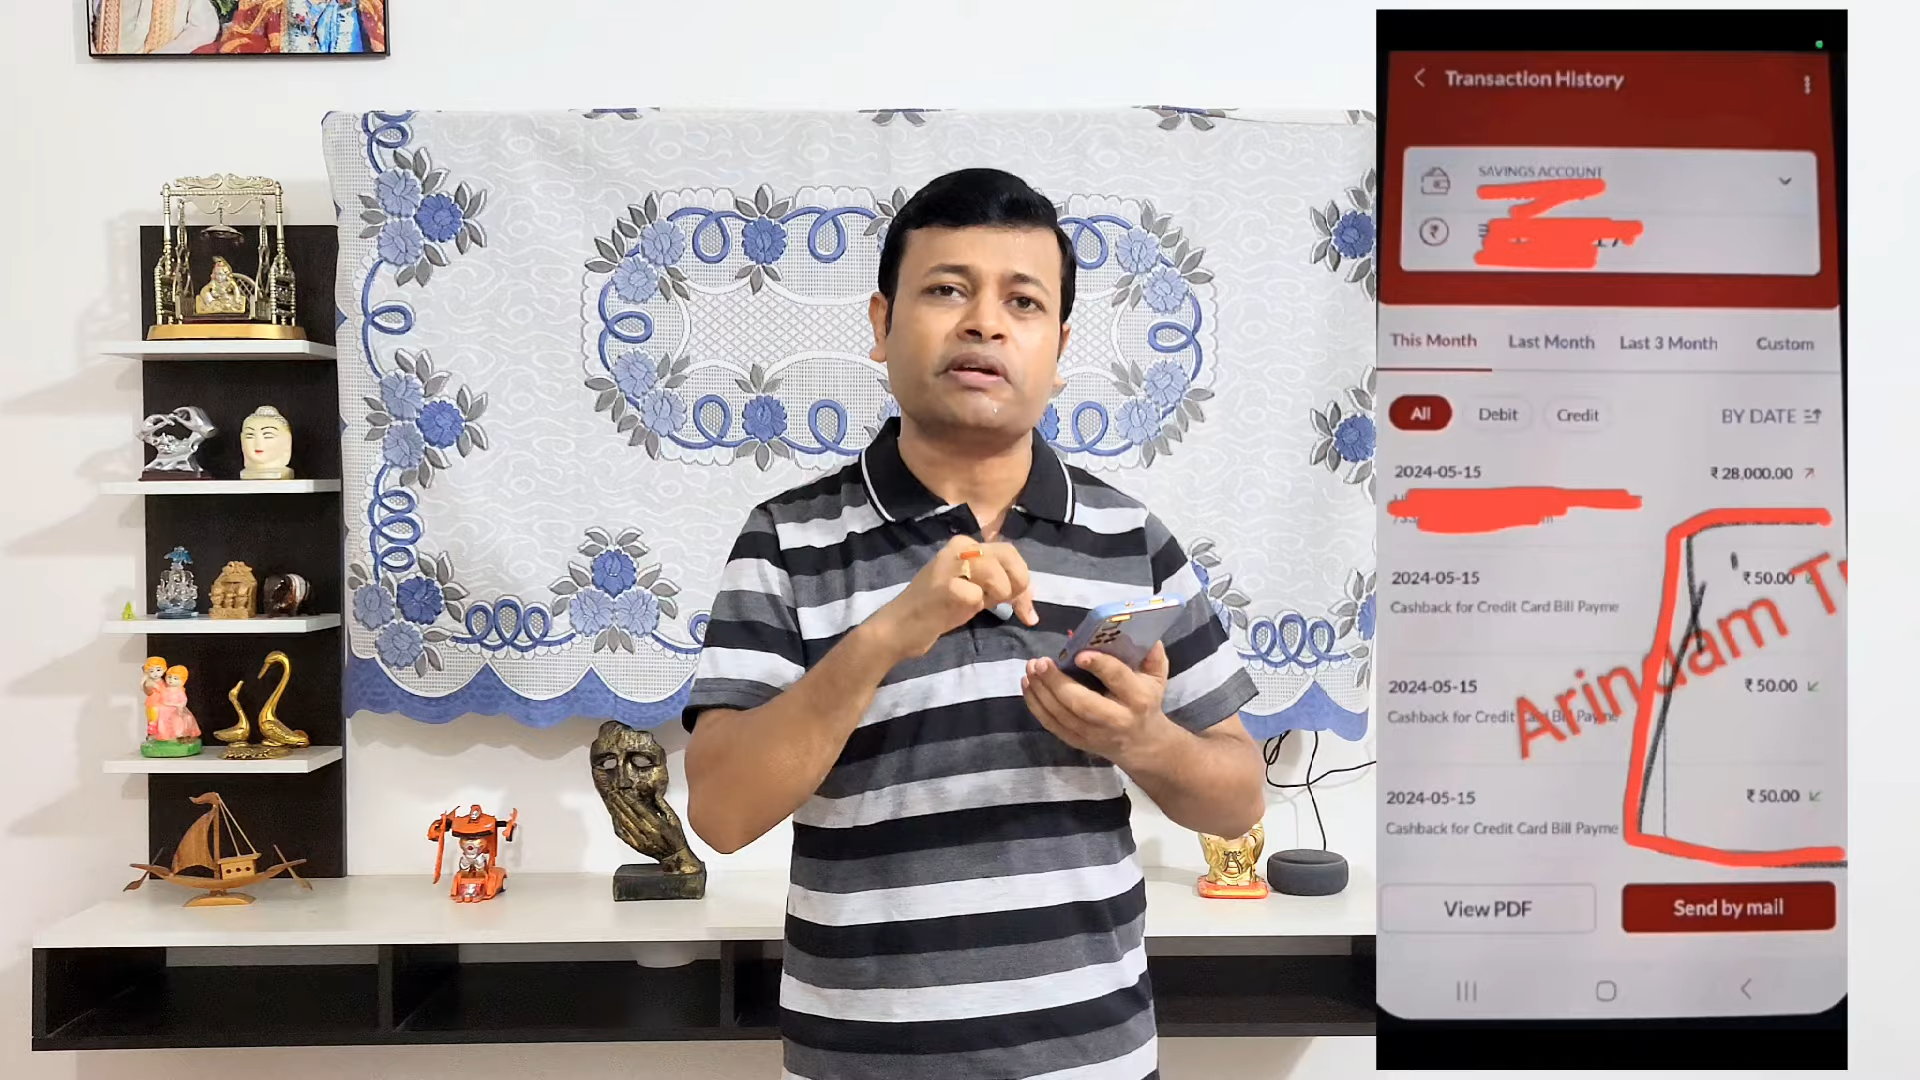 Transaction History
SAVINGS ACCOUNT
This Month Last Month Last 3 Month Custom
All Debit Credit BY DATE
2024-05-15 ₹ 28,000.00
2024-05-15 ₹ 50.00
Cashback for Credit Card Bill Payme
Arindam
2024-05-15 ₹ 50.00
Cashback for Credit Card Bill Payme
2024-05-15 ₹ 50.00
Cashback for Credit Card Bill Payme
View PDF Send by mail